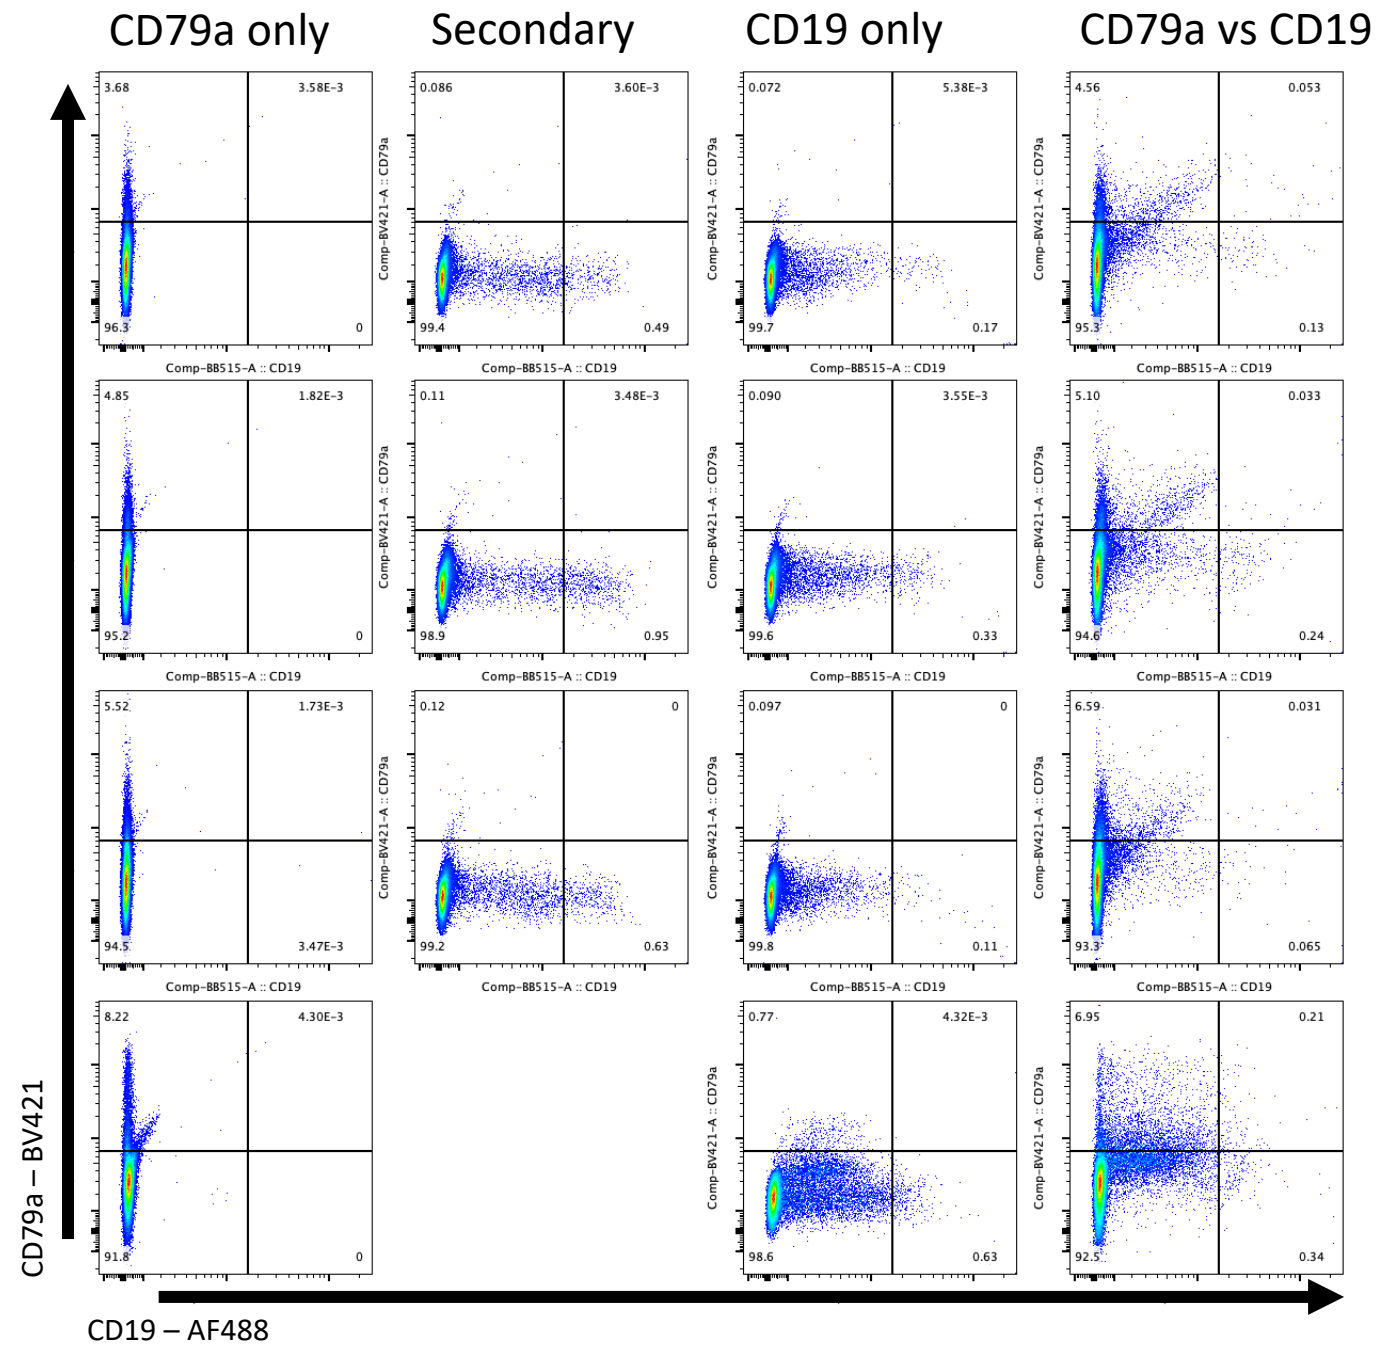 CD79a only
Secondary
CD19 only
CD79a vs CD19
3.68
3.58E-3
96.3
0
Comp-BB515-A :: CD19
Comp-BV421-A :: CD79a
0.086
3.60E-3
99.4
0.49
Comp-BB515-A :: CD19
Comp-BV421-A :: CD79a
0.072
5.38E-3
99.7
0.17
Comp-BB515-A :: CD19
Comp-BV421-A :: CD79a
4.56
0.053
95.3
0.13
Comp-BB515-A :: CD19
4.85
1.82E-3
95.2
0
Comp-BB515-A :: CD19
Comp-BV421-A :: CD79a
0.11
3.48E-3
98.9
0.95
Comp-BB515-A :: CD19
Comp-BV421-A :: CD79a
0.090
3.55E-3
99.6
0.33
Comp-BB515-A :: CD19
Comp-BV421-A :: CD79a
5.10
0.033
94.6
0.24
Comp-BB515-A :: CD19
5.52
1.73E-3
94.5
3.47E-3
Comp-BB515-A :: CD19
Comp-BV421-A :: CD79a
0.12
0
99.2
0.63
Comp-BB515-A :: CD19
Comp-BV421-A :: CD79a
0.097
0
99.8
0.11
Comp-BB515-A :: CD19
Comp-BV421-A :: CD79a
6.59
0.031
93.3
0.065
Comp-BB515-A :: CD19
8.22
4.30E-3
91.8
0
Comp-BV421-A :: CD79a
0.77
4.32E-3
98.6
0.63
Comp-BV421-A :: CD79a
6.95
0.21
92.5
0.34
CD79a – BV421
CD19 – AF488